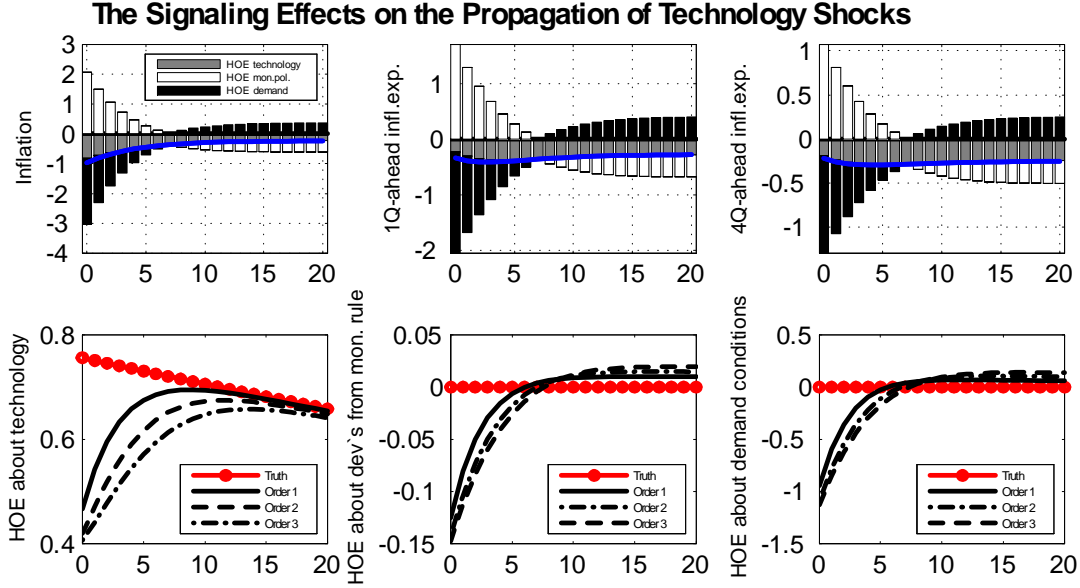 The Signaling Effects on the Propagation of Technology Shocks
Inflation
3
2
1
0
-1
-2
-3
-4
0 5 10 15 20
HOE technology
HOE mon.pol.
HOE demand
1Q-ahead infl.exp.
1
0
-1
-2
0 5 10 15 20
4Q-ahead infl.exp.
1
0.5
0
-0.5
-1
0 5 10 15 20
HOE about technology
0.8
0.6
0.4
0 5 10 15 20
Truth
Order 1
Order 2
Order 3
HOE about dev`s from mon. rule
0.05
0
-0.05
-0.1
-0.15
0 5 10 15 20
Truth
Order 1
Order 2
Order 3
HOE about demand conditions
0.5
0
-0.5
-1
-1.5
0 5 10 15 20
Truth
Order 1
Order 2
Order 3